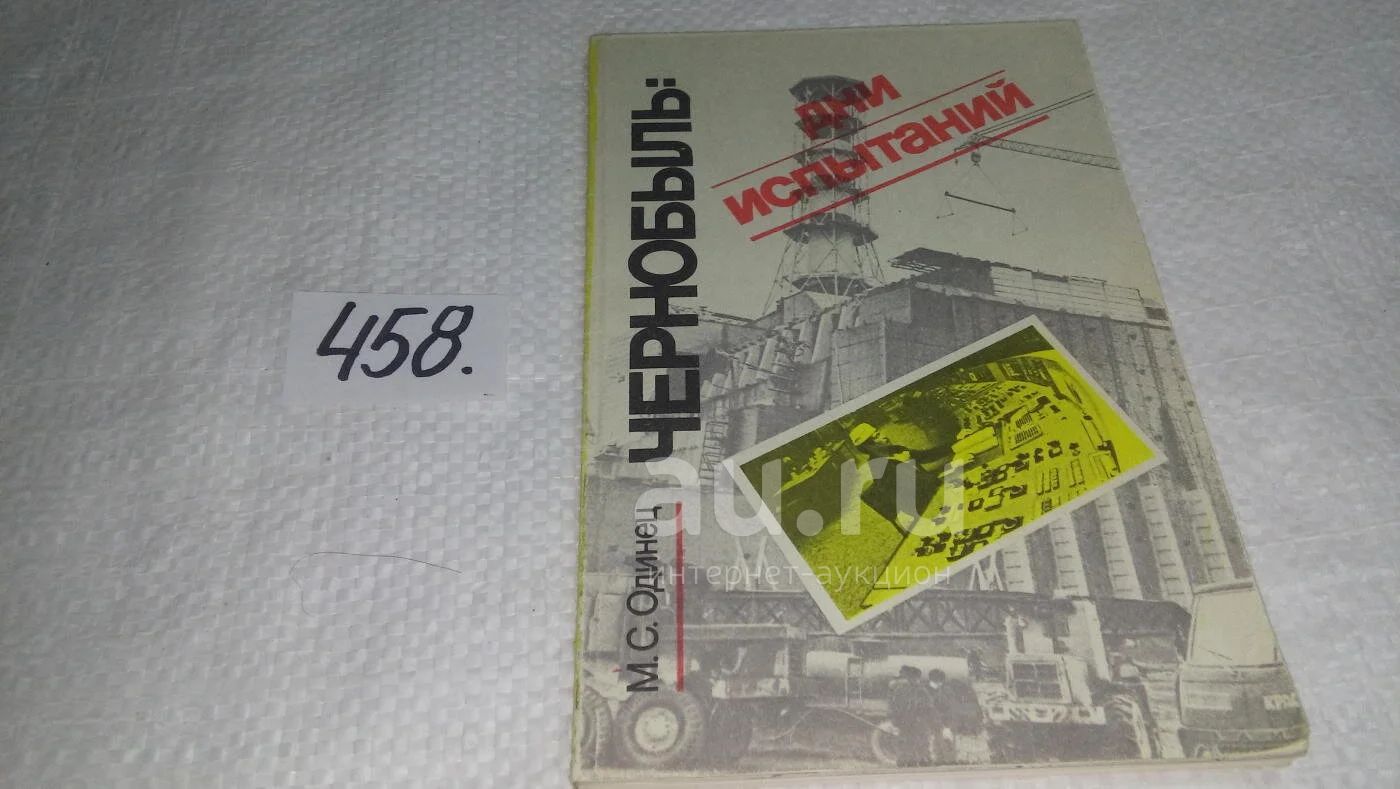 458.
М. С. Одинец
ЧЕРНОБЫЛЬ:
ДНИ
ИСПЫТАНИЙ
au.ru
интернет-аукцион